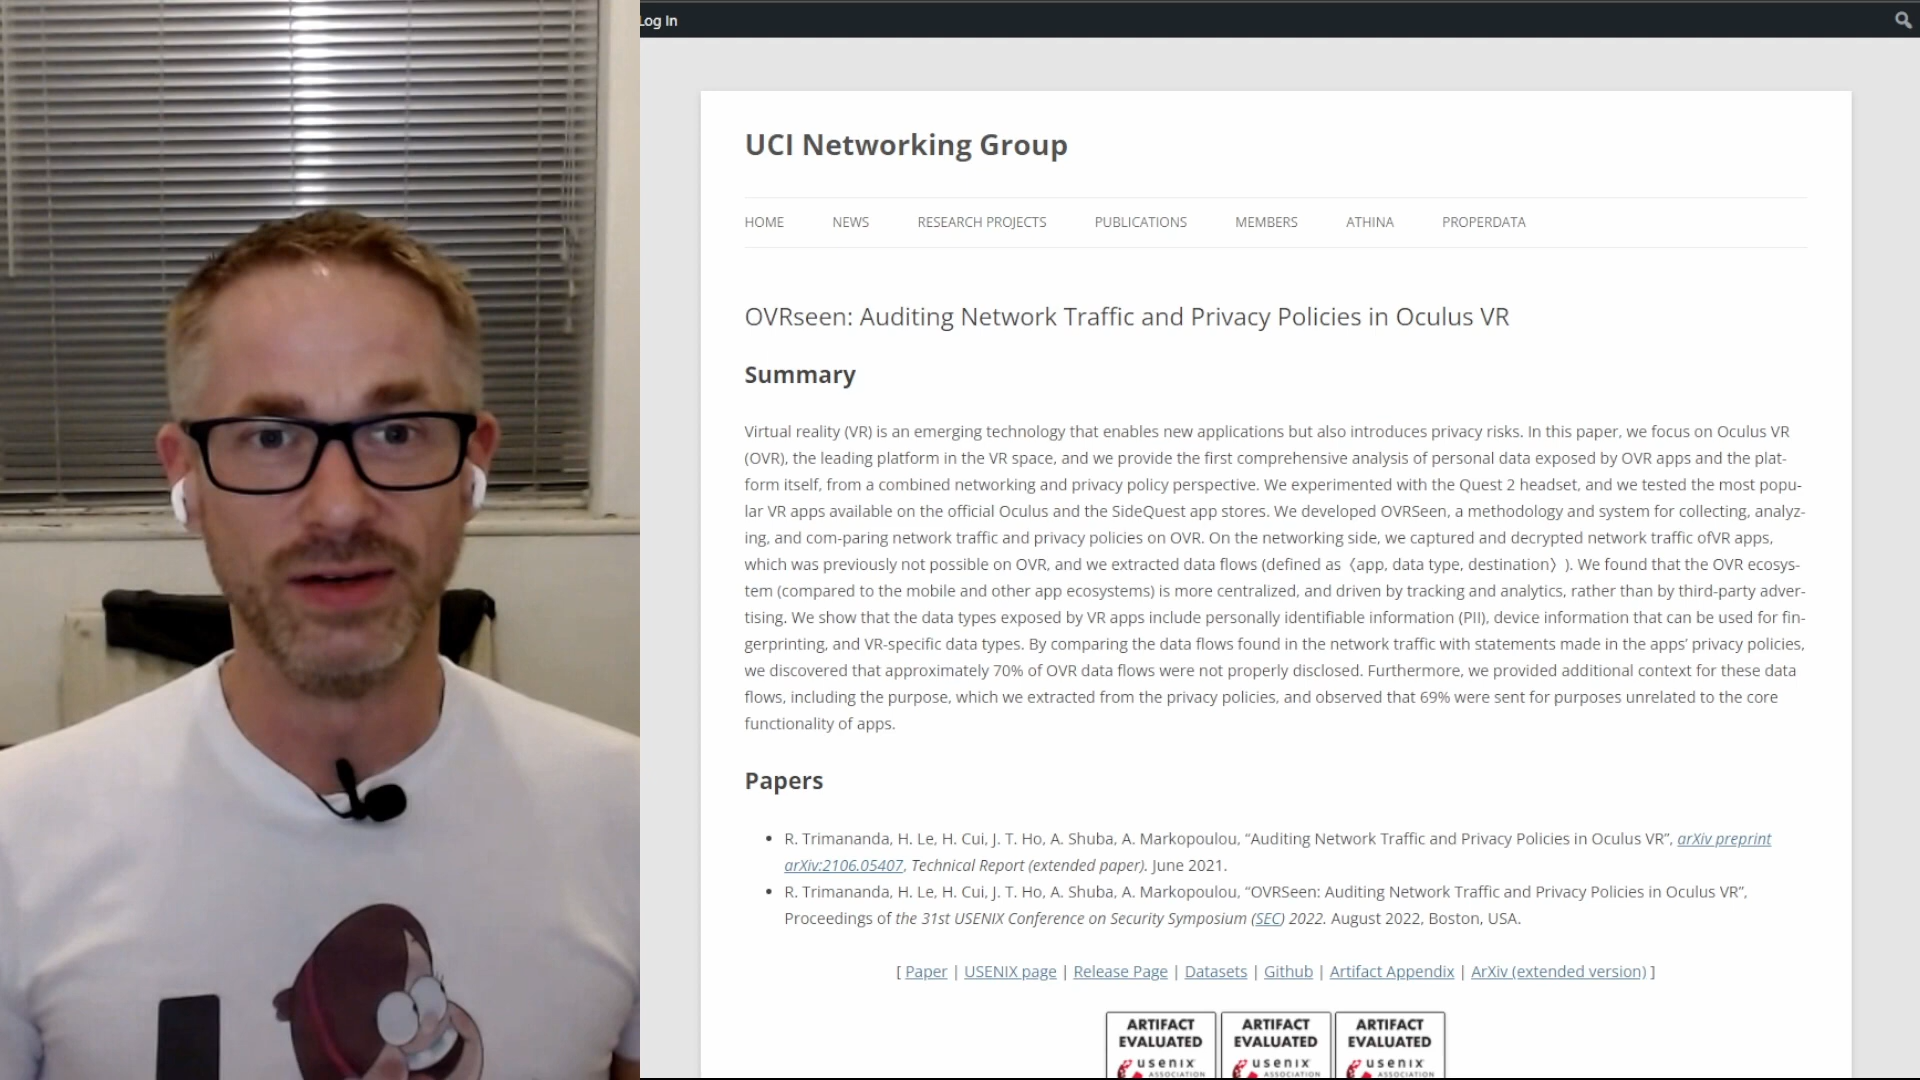 Log In
UCI Networking Group
HOME NEWS RESEARCH PROJECTS PUBLICATIONS MEMBERS ATHINA PROPERDATA
OVRseen: Auditing Network Traffic and Privacy Policies in Oculus VR
Summary
Virtual reality (VR) is an emerging technology that enables new applications but also introduces privacy risks. In this paper, we focus on Oculus VR
(OVR), the leading platform in the VR space, and we provide the first comprehensive analysis of personal data exposed by OVR apps and the plat-
form itself, from a combined networking and privacy policy perspective. We experimented with the Quest 2 headset, and we tested the most popu-
lar VR apps available on the official Oculus and the SideQuest app stores. We developed OVRSeen, a methodology and system for collecting, analyz-
ing, and com-paring network traffic and privacy policies on OVR. On the networking side, we captured and decrypted network traffic ofVR apps,
which was previously not possible on OVR, and we extracted data flows (defined as〈app, data type, destination〉). We found that the OVR ecosys-
tem (compared to the mobile and other app ecosystems) is more centralized, and driven by tracking and analytics, rather than by third-party adver-
tising. We show that the data types exposed by VR apps include personally identifiable information (PII), device information that can be used for fin-
gerprinting, and VR-specific data types. By comparing the data flows found in the network traffic with statements made in the apps’ privacy policies,
we discovered that approximately 70% of OVR data flows were not properly disclosed. Furthermore, we provided additional context for these data
flows, including the purpose, which we extracted from the privacy policies, and observed that 69% were sent for purposes unrelated to the core
functionality of apps.
Papers
• R. Trimananda, H. Le, H. Cui, J. T. Ho, A. Shuba, A. Markopoulou, “Auditing Network Traffic and Privacy Policies in Oculus VR”, arXiv preprint
arXiv:2106.05407, Technical Report (extended paper). June 2021.
• R. Trimananda, H. Le, H. Cui, J. T. Ho, A. Shuba, A. Markopoulou, “OVRSeen: Auditing Network Traffic and Privacy Policies in Oculus VR”,
Proceedings of the 31st USENIX Conference on Security Symposium (SEC) 2022. August 2022, Boston, USA.
[ Paper | USENIX page | Release Page | Datasets | Github | Artifact Appendix | ArXiv (extended version) ]
ARTIFACT ARTIFACT ARTIFACT
EVALUATED EVALUATED EVALUATED
usenix usenix usenix
ASSOCIATION ASSOCIATION ASSOCIATION